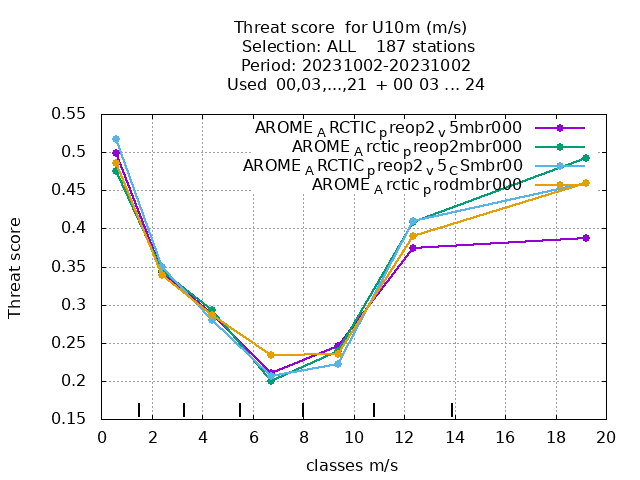 Threat score for U10m (m/s)
Selection: ALL 187 stations
Period: 20231002-20231002
Used 00,03,...,21 + 00 03 ... 24
0.55
0.5
0.45
0.4
0.35
0.3
0.25
0.2
0.15
Threat score
AROME_ARCTIC_preop2_v5mbr000
AROME_Arctic_preop2mbr000
AROME_ARCTIC_preop2_v5_CSmbr00
AROME_Arctic_prodmbr000
0 2 4 6 8 10 12 14 16 18 20
classes m/s